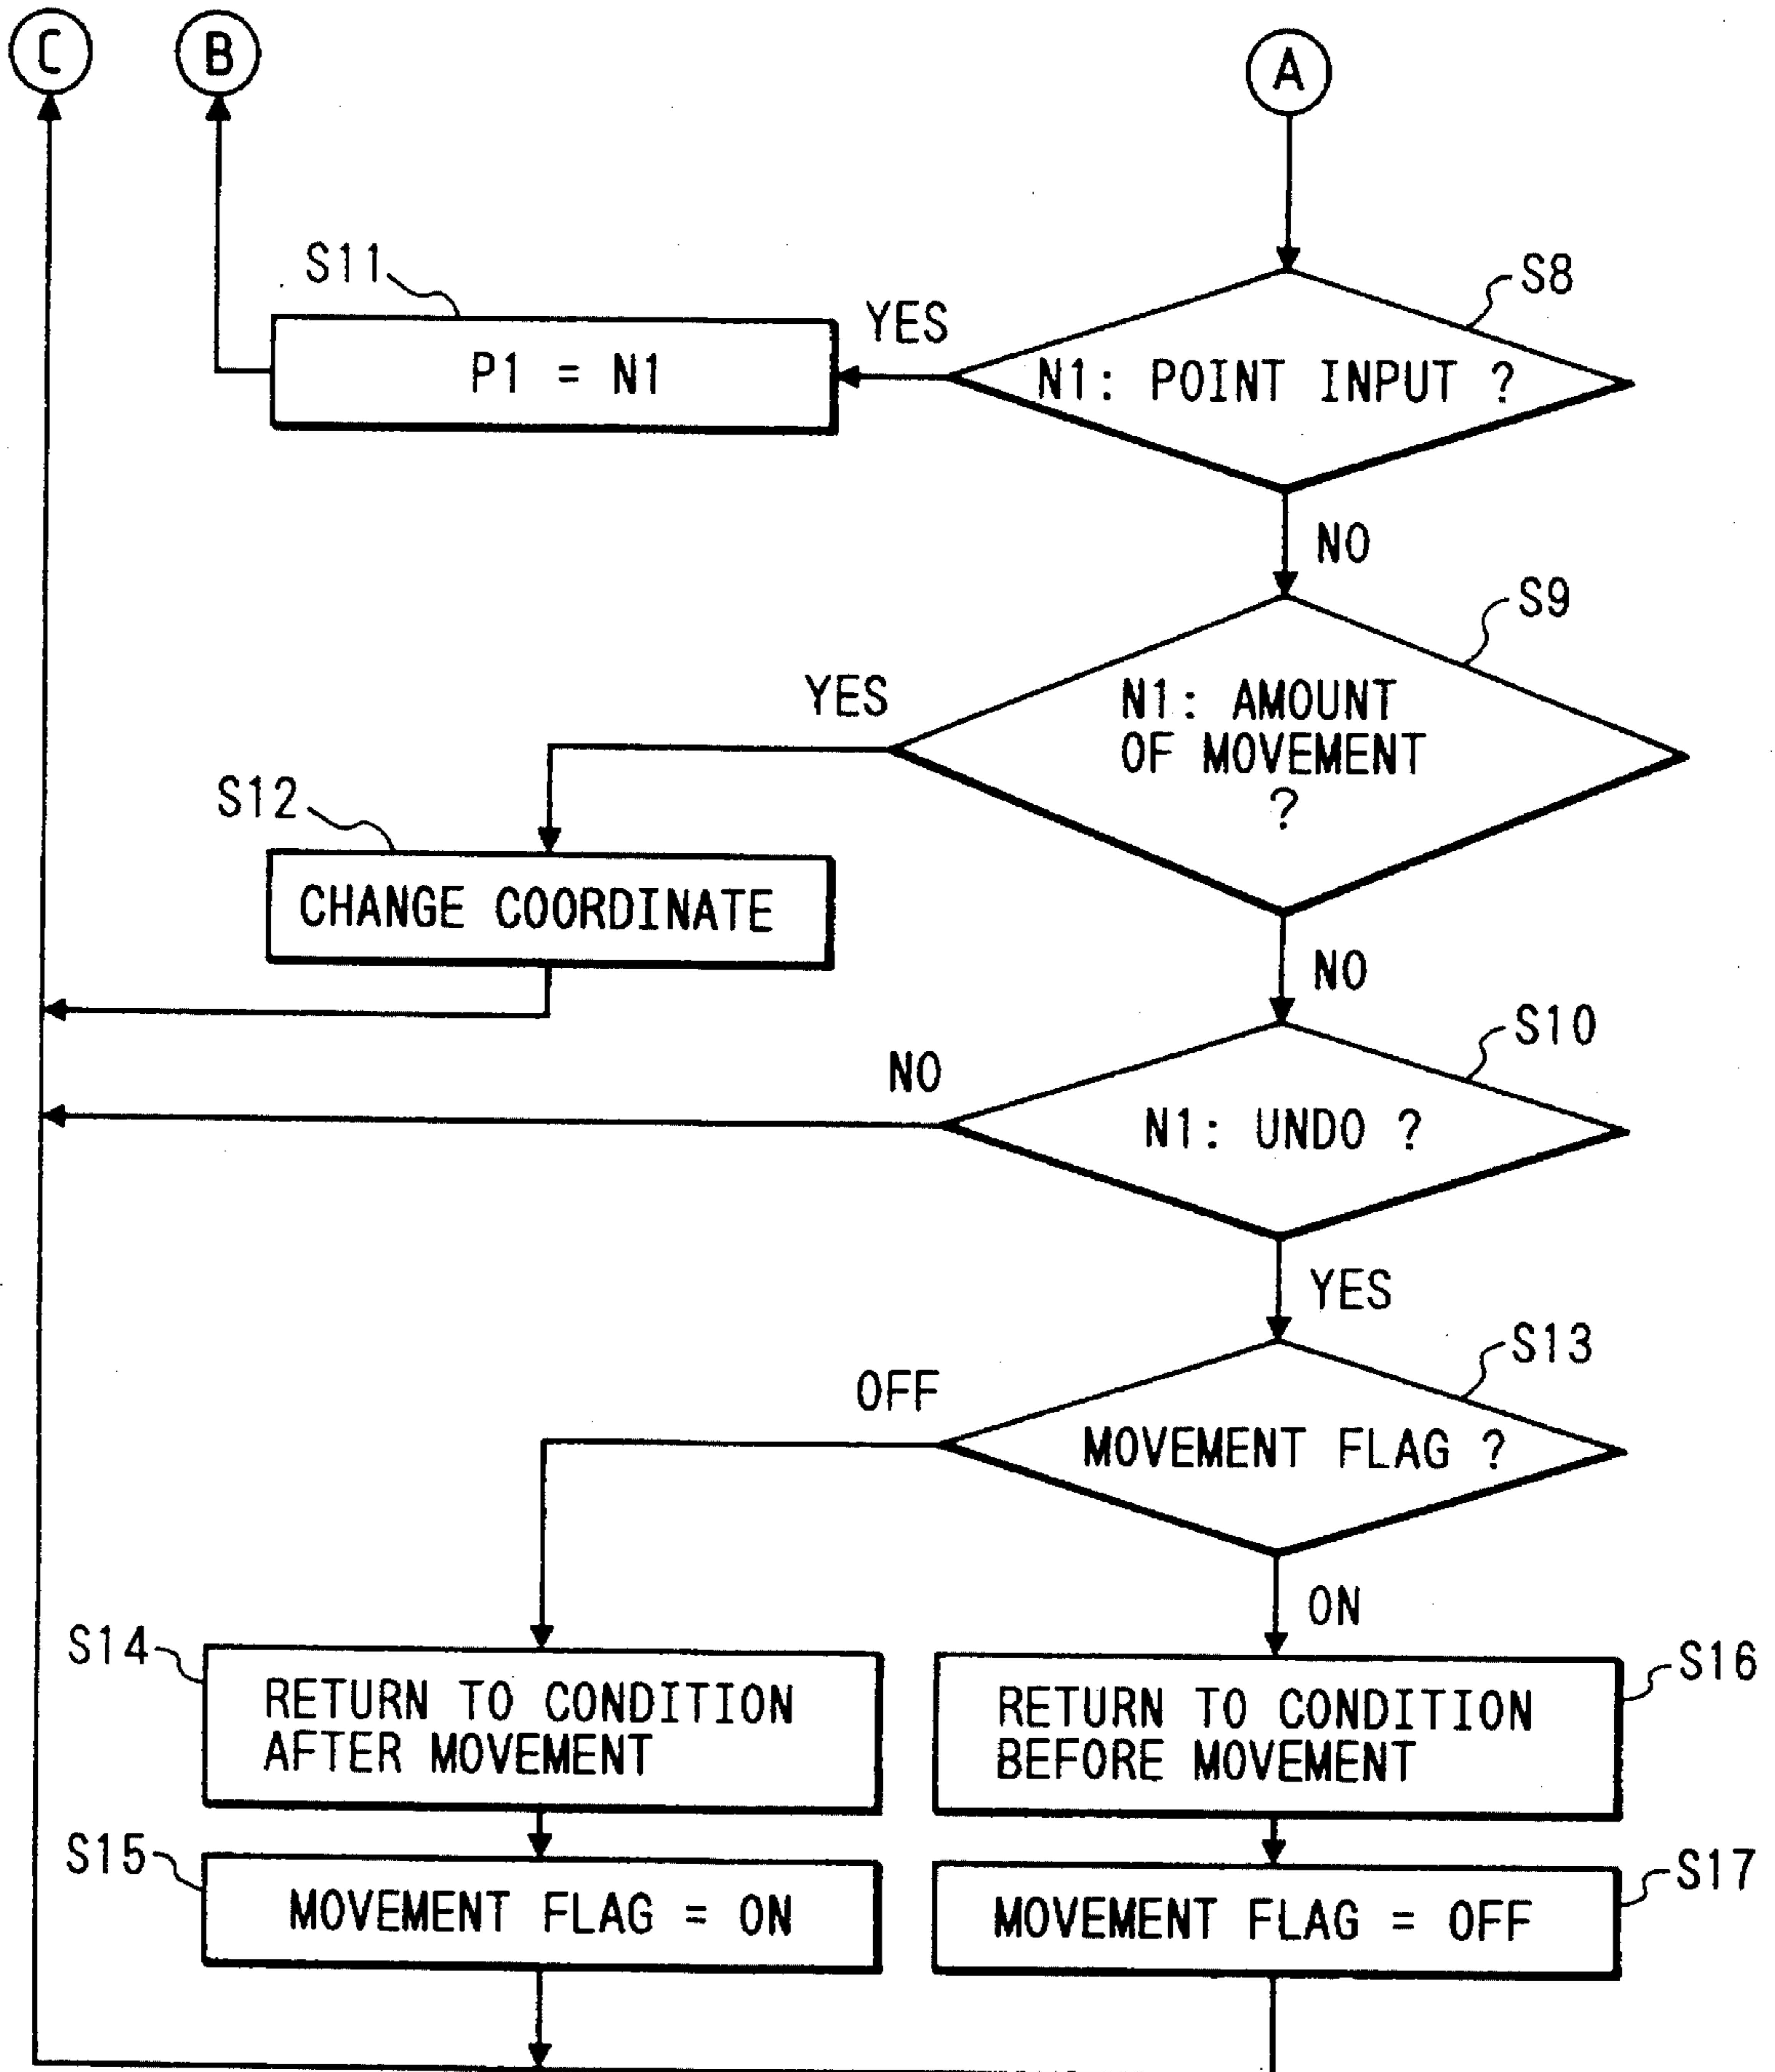 C
B
A
S11
YES
S8
P1 = N1
N1: POINT INPUT ?
NO
S9
YES
N1: AMOUNT
OF MOVEMENT
?
S12
CHANGE COORDINATE
NO
S10
NO
N1: UNDO ?
YES
S13
OFF
MOVEMENT FLAG ?
ON
S14
S16
RETURN TO CONDITION
AFTER MOVEMENT
RETURN TO CONDITION
BEFORE MOVEMENT
S15
S17
MOVEMENT FLAG = ON
MOVEMENT FLAG = OFF